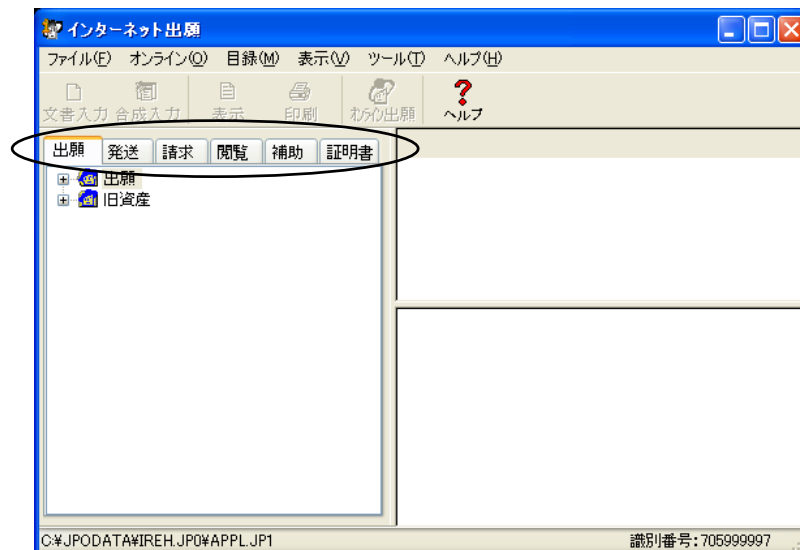 インターネット出願
ファイル(F) オンライン(O) 目録(M) 表示(V) ツール(T) ヘルプ(H)
文書入力 合成入力 表示 印刷 オンライン出願 ヘルプ
出願 発送 請求 閲覧 補助 証明書
出願
旧資産
C:¥JPODATA¥IREH.JP0¥APPL.JP1 識別番号:705999997